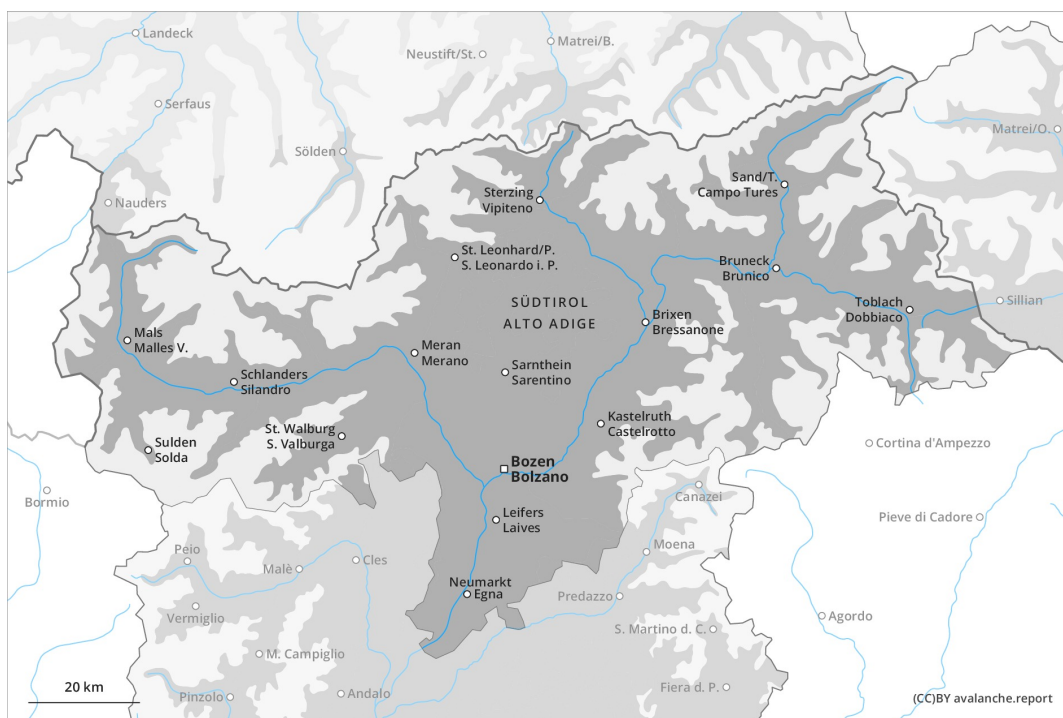 Landeck
Neustift/St.
Matrei/B.
Serfaus
Matrei/O.
Sölden
Sand/T.
Campo Tures
Sterzing
Vipiteno
Nauders
St. Leonhard/P.
S. Leonardo i. P.
Bruneck
Brunico
SÜDTIROL
ALTO ADIGE
Sillian
Toblach
Dobbiaco
Brixen
Bressanone
Mals
Malles V.
Meran
Merano
Sarnthein
Sarentino
Schlanders
Silandro
Kastelruth
Castelrotto
St. Walburg
S. Valburga
Sulden
Solda
Cortina d'Ampezzo
Bozen
Bolzano
Bormio
Canazei
Leifers
Laives
Pieve di Cadore
Peio
Malè
Cles
Moena
Neumarkt
Egna
Predazzo
Vermiglio
Agordo
S. Martino d. C.
M. Campiglio
20 km
Pinzolo
Andalo
Fiera d. P.
(CC)BY avalanche.report